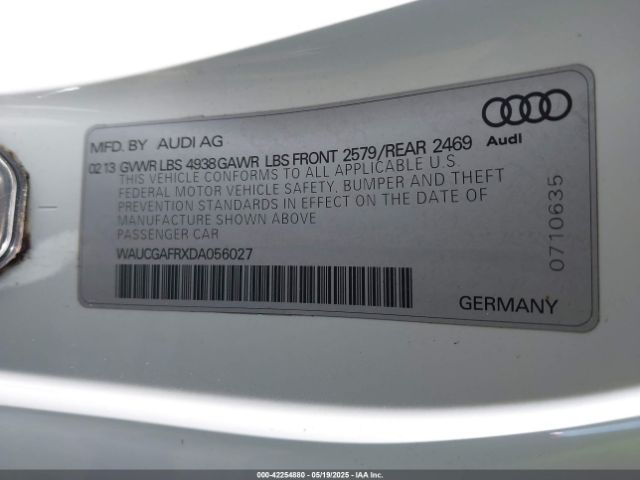 MFD. BY AUDI AG
Audi
02 13 GVWR LBS 4938 GAWR LBS FRONT 2579/REAR 2469
THIS VEHICLE CONFORMS TO ALL APPLICABLE U.S.
FEDERAL MOTOR VEHICLE SAFETY, BUMPER AND THEFT
PREVENTION STANDARDS IN EFFECT ON THE DATE OF
MANUFACTURE SHOWN ABOVE
PASSENGER CAR
WAUCGAFRXDA056027
GERMANY
0710635
000-42254880 - 05/19/2025 - IAA Inc.